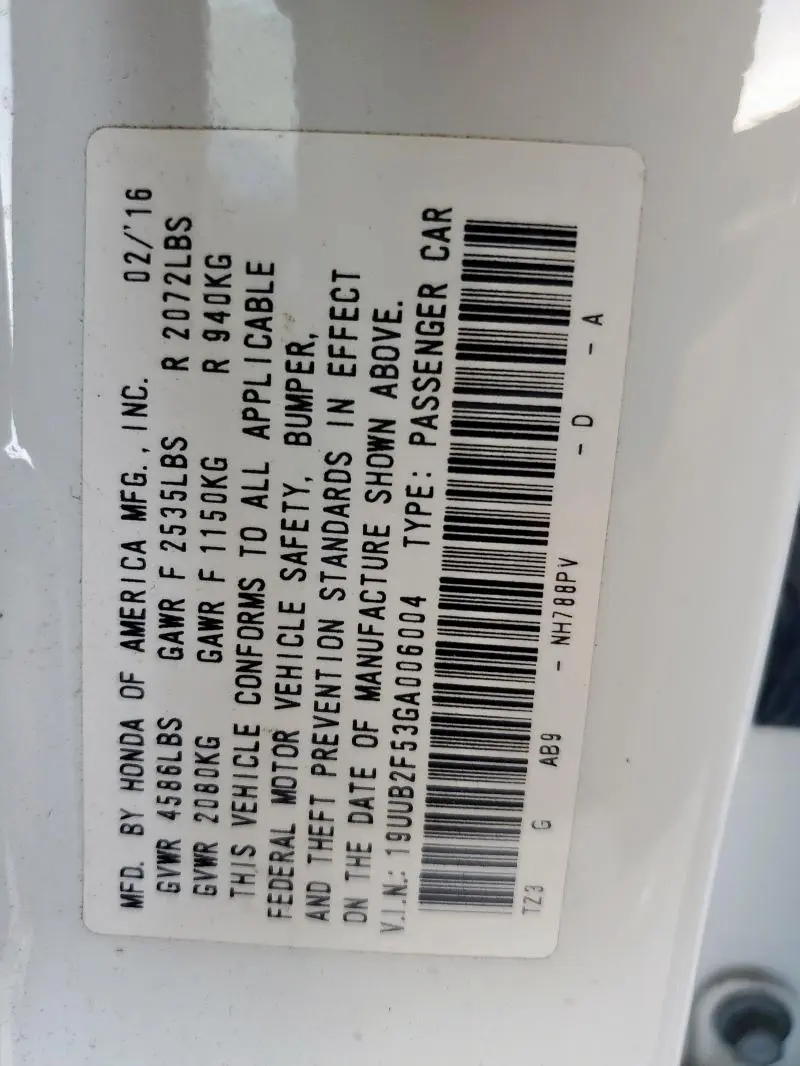 MFD. BY HONDA OF AMERICA MFG., INC. 02/'16
GVWR 4586LBS GAWR F 2535LBS R 2072LBS
GVWR 2080KG GAWR F 1150KG R 940KG
THIS VEHICLE CONFORMS TO ALL APPLICABLE
FEDERAL MOTOR VEHICLE SAFETY, BUMPER,
AND THEFT PREVENTION STANDARDS IN EFFECT
ON THE DATE OF MANUFACTURE SHOWN ABOVE.
V.I.N.: 19UUB2F53GA006004 TYPE: PASSENGER CAR
TZ3 G AB9 - NH788PV - D - A